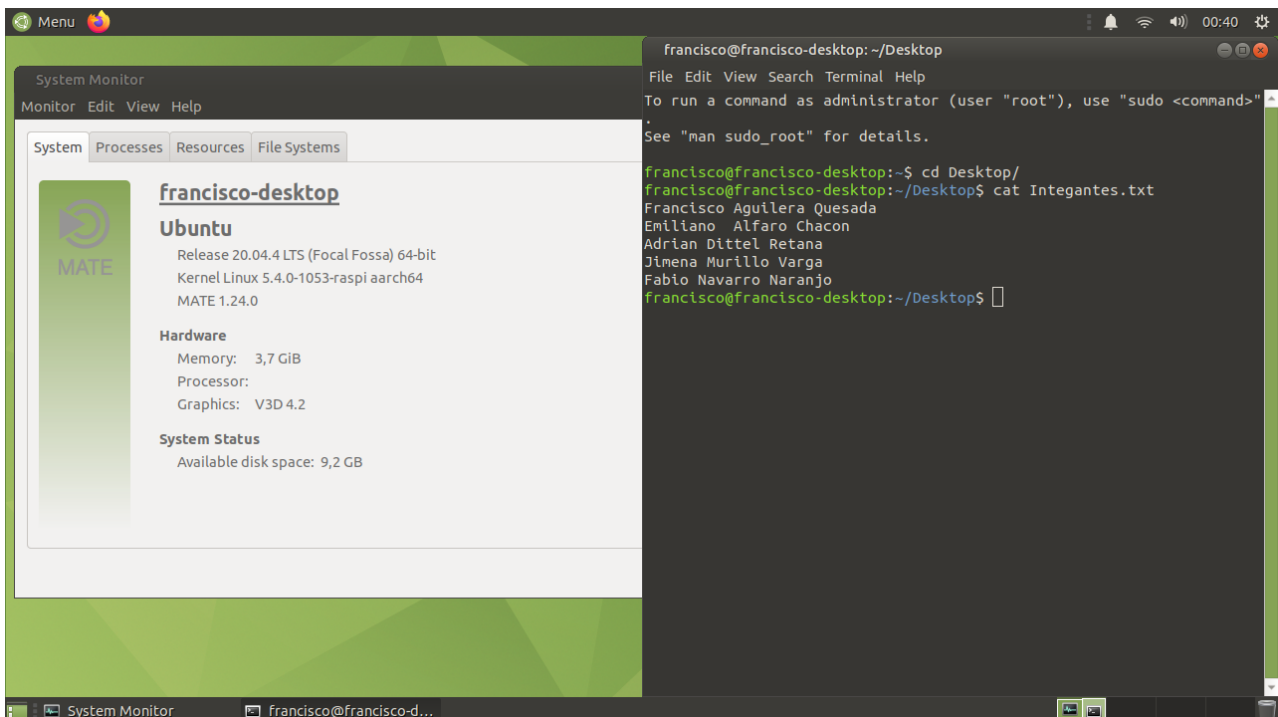 Menu
00:40
System Monitor
Monitor Edit View Help
System Processes Resources File Systems
MATE
francisco-desktop
Ubuntu
Release 20.04.4 LTS (Focal Fossa) 64-bit
Kernel Linux 5.4.0-1053-raspi aarch64
MATE 1.24.0
Hardware
Memory: 3,7 GiB
Processor:
Graphics: V3D 4.2
System Status
Available disk space: 9,2 GB
francisco@francisco-desktop: ~/Desktop
File Edit View Search Terminal Help
To run a command as administrator (user "root"), use "sudo <command>"
.
See "man sudo_root" for details.
francisco@francisco-desktop:~$ cd Desktop/
francisco@francisco-desktop:~/Desktop$ cat Integantes.txt
Francisco Aguilera Quesada
Emiliano  Alfaro Chacon
Adrian Dittel Retana
Jimena Murillo Varga
Fabio Navarro Naranjo
francisco@francisco-desktop:~/Desktop$
System Monitor
francisco@francisco-d...